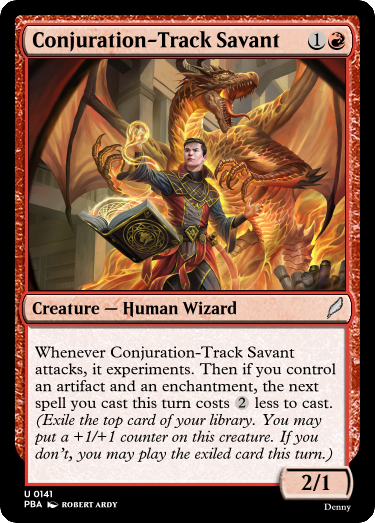 Conjuration-Track Savant 1
Creature — Human Wizard
Whenever Conjuration-Track Savant
attacks, it experiments. Then if you control
an artifact and an enchantment, the next
spell you cast this turn costs 2 less to cast.
(Exile the top card of your library. You may
put a +1/+1 counter on this creature. If you
don't, you may play the exiled card this turn.)
2/1
U 0141
PBA ROBERT ARDY
Denny